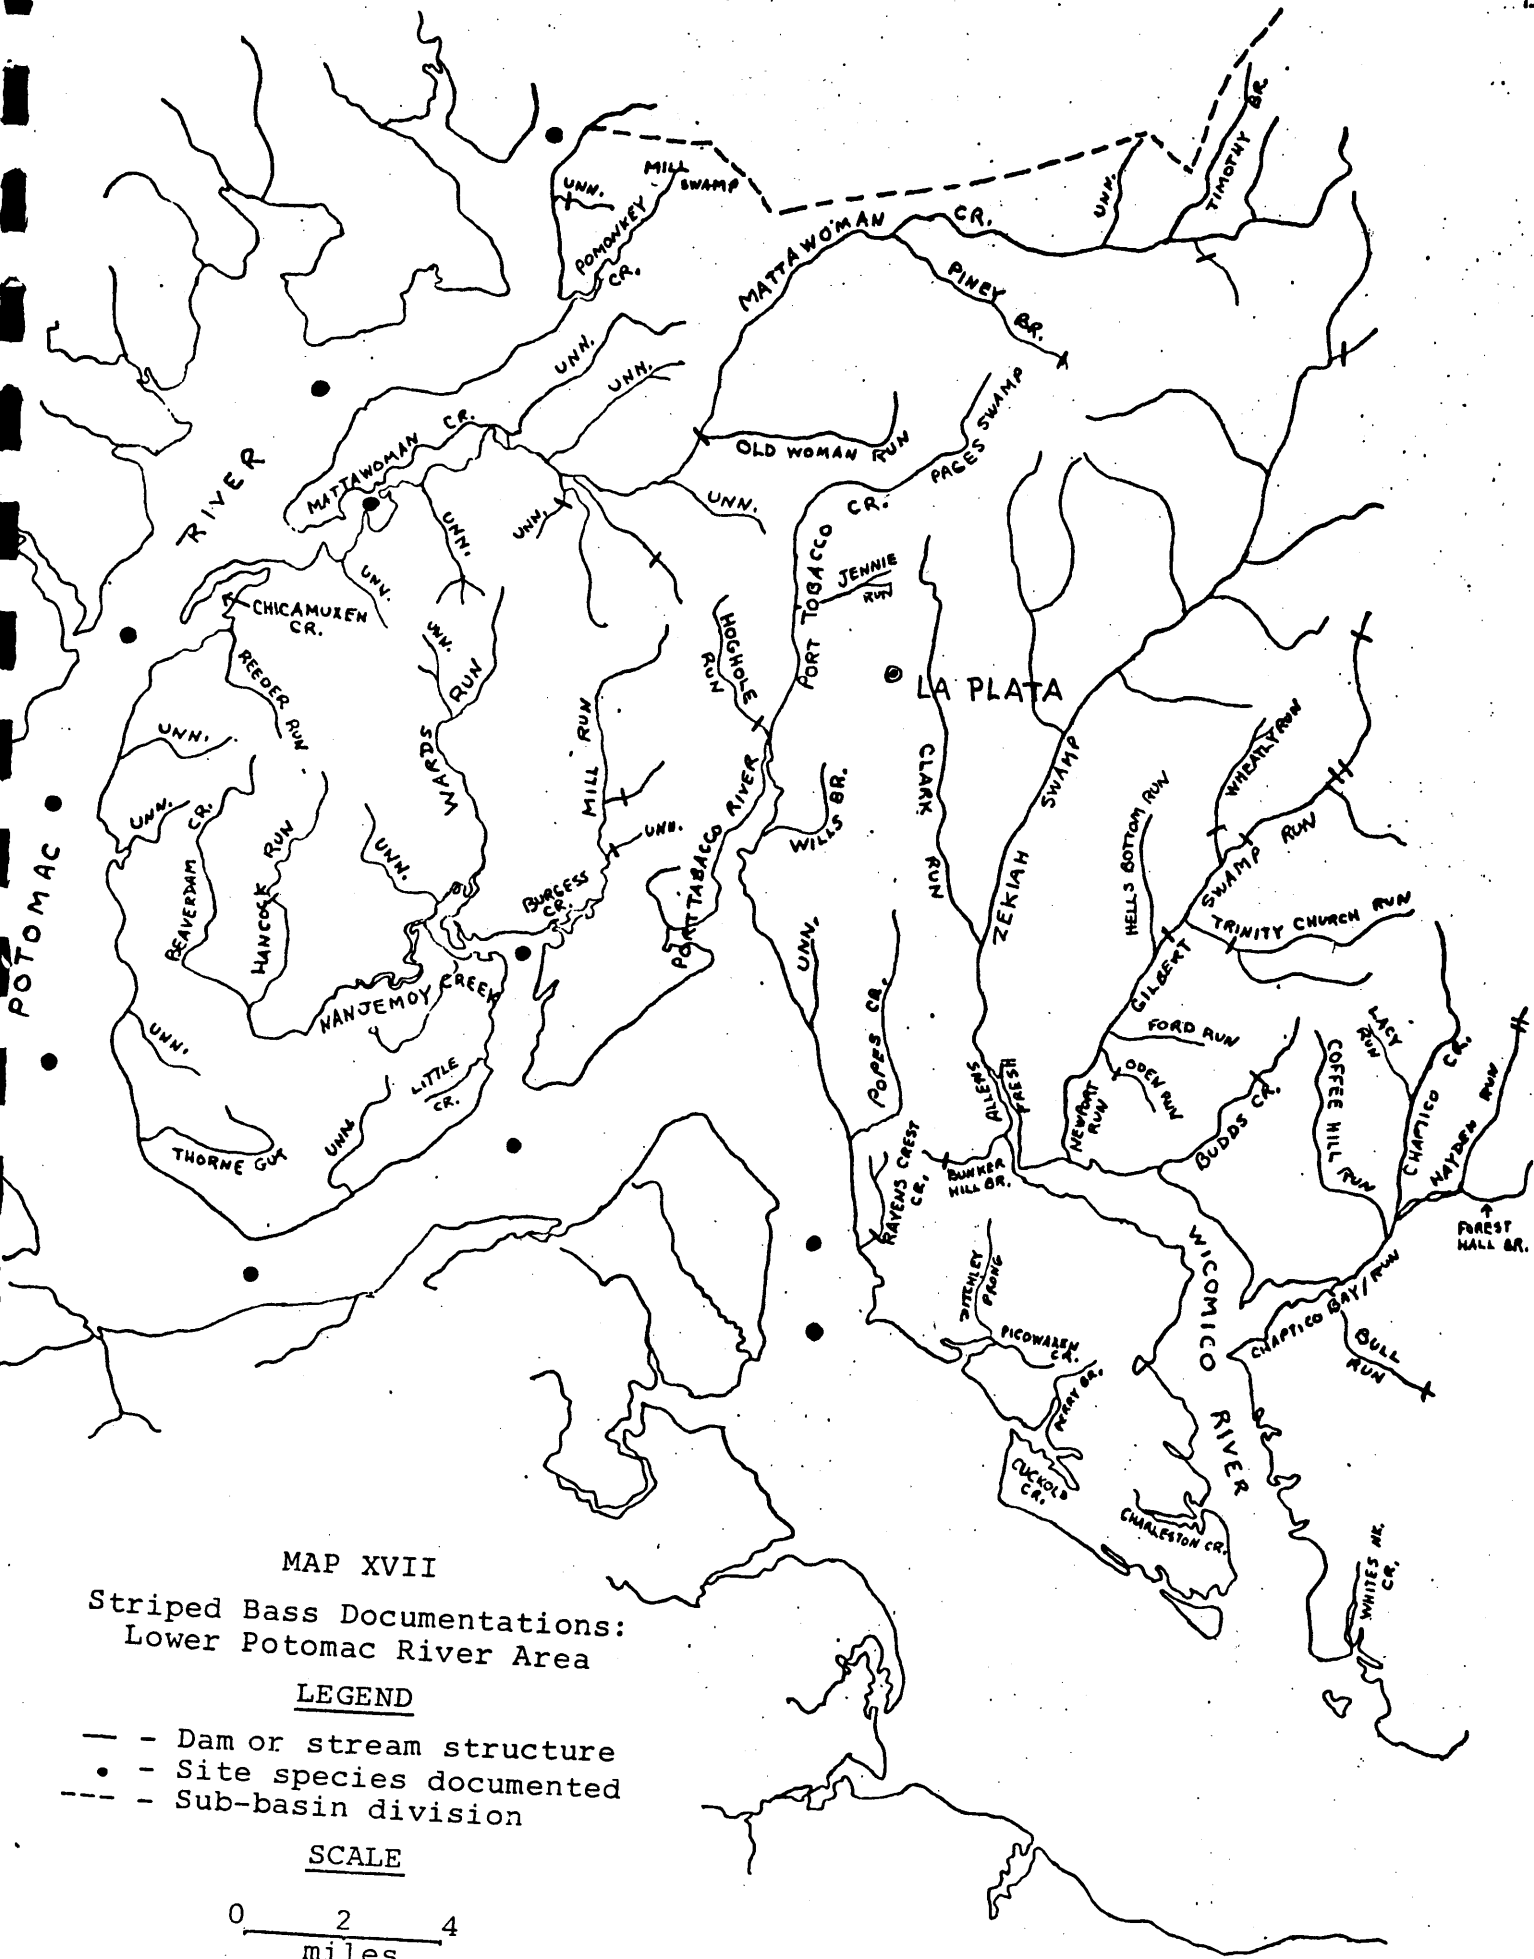 TIMOTHY BR.
UNN.
MILL
SWAMP
UNN.
POMONKEY
CR.
MATTAWOMAN CR.
PINEY BR.
UNN.
UNN.
MATTAWOMAN CR.
OLD WOMAN RUN
PAGES SWAMP
RIVER
UNN.
UNN.
UNN.
CR.
PORT TOBACCO
JENNIE
RUN
UNN.
CHICAMUXEN
CR.
UNN.
HOGHOLE
RUN
REEDER RUN
WARDS RUN
LA PLATA
UNN.
MILL RUN
CLARK RUN
ZEKIAH SWAMP
WHEATLY RUN
UNN.
BEAVERDAM CR.
HANCOCK RUN
UNN.
UNN.
WILLS BR.
HELLS BOTTOM RUN
GILBERT SWAMP RUN
BURGESS
CR.
PORT TABACCO RIVER
TRINITY CHURCH RUN
POTOMAC
NANJEMOY CREEK
UNN.
POPES CR.
FORD RUN
LACY
RUN
UNN.
LITTLE
CR.
ALLENS
FRESH
ODEN RUN
NEWPORT
RUN
BUDDS CR.
COFFEE HILL RUN
CHAPTICO CR.
HAYDEN RUN
THORNE GUT
UNN.
RAVENS CREST
CR.
BUNKER
HILL BR.
FOREST
HALL BR.
WICOMICO
RIVER
DITCHLEY
PRONG
PICOWAXEN
CR.
CHAPTICO BAY/RUN
BULL
RUN
PERRY BR.
CUCKOLD
CR.
CHARLESTON CR.
WHITES NK.
CR.
MAP XVII
Striped Bass Documentations:
Lower Potomac River Area
LEGEND
— - Dam or stream structure
• - Site species documented
--- - Sub-basin division
SCALE
0 2 4
miles